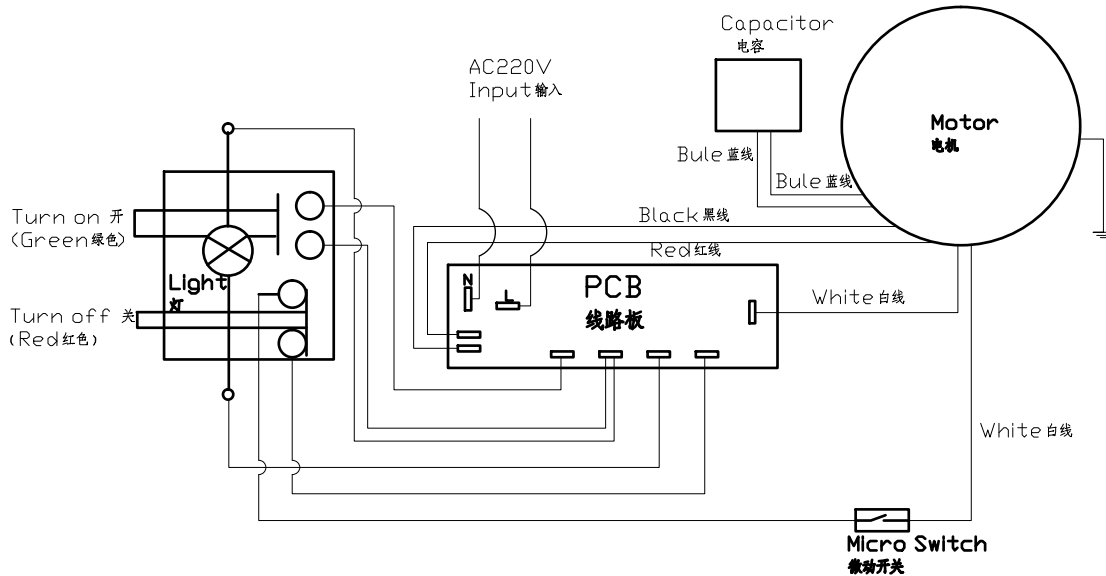 Capacitor
电容
AC220V
Input输入
Motor
电机
Bule蓝线
Bule蓝线
Turn on 开
(Green绿色)
Black黑线
Red红线
Light
灯
N
L
PCB
线路板
White白线
Turn off 关
(Red红色)
White白线
Micro Switch
微动开关